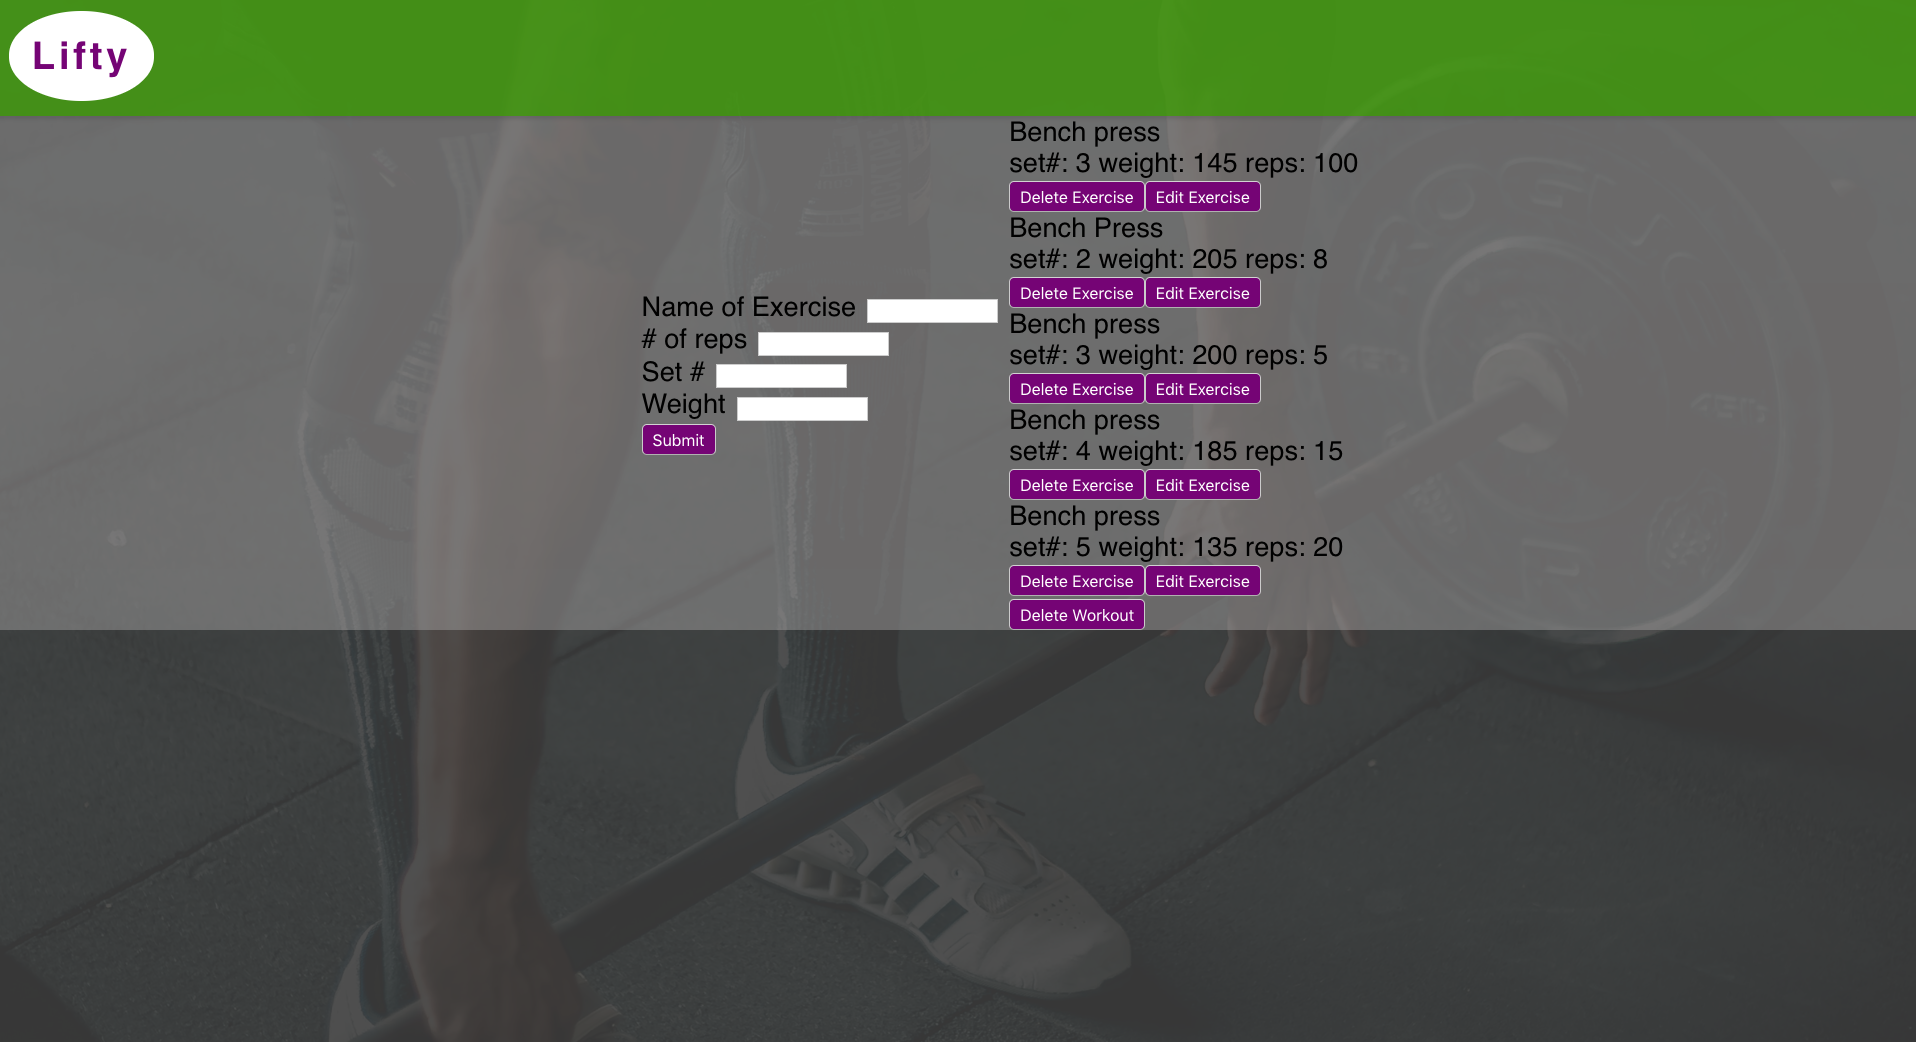 Lifty
Name of Exercise
# of reps
Set #
Weight
Submit
Bench press
set#: 3 weight: 145 reps: 100
Delete Exercise Edit Exercise
Bench Press
set#: 2 weight: 205 reps: 8
Delete Exercise Edit Exercise
Bench press
set#: 3 weight: 200 reps: 5
Delete Exercise Edit Exercise
Bench press
set#: 4 weight: 185 reps: 15
Delete Exercise Edit Exercise
Bench press
set#: 5 weight: 135 reps: 20
Delete Exercise Edit Exercise
Delete Workout